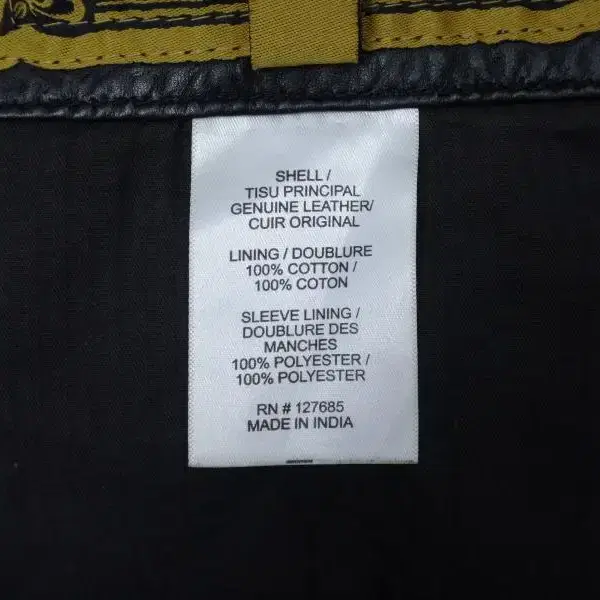 SHELL /
TISU PRINCIPAL
GENUINE LEATHER/
CUIR ORIGINAL
LINING / DOUBLURE
100% COTTON /
100% COTON
SLEEVE LINING /
DOUBLURE DES
MANCHES
100% POLYESTER /
100% POLYESTER
RN # 127685
MADE IN INDIA